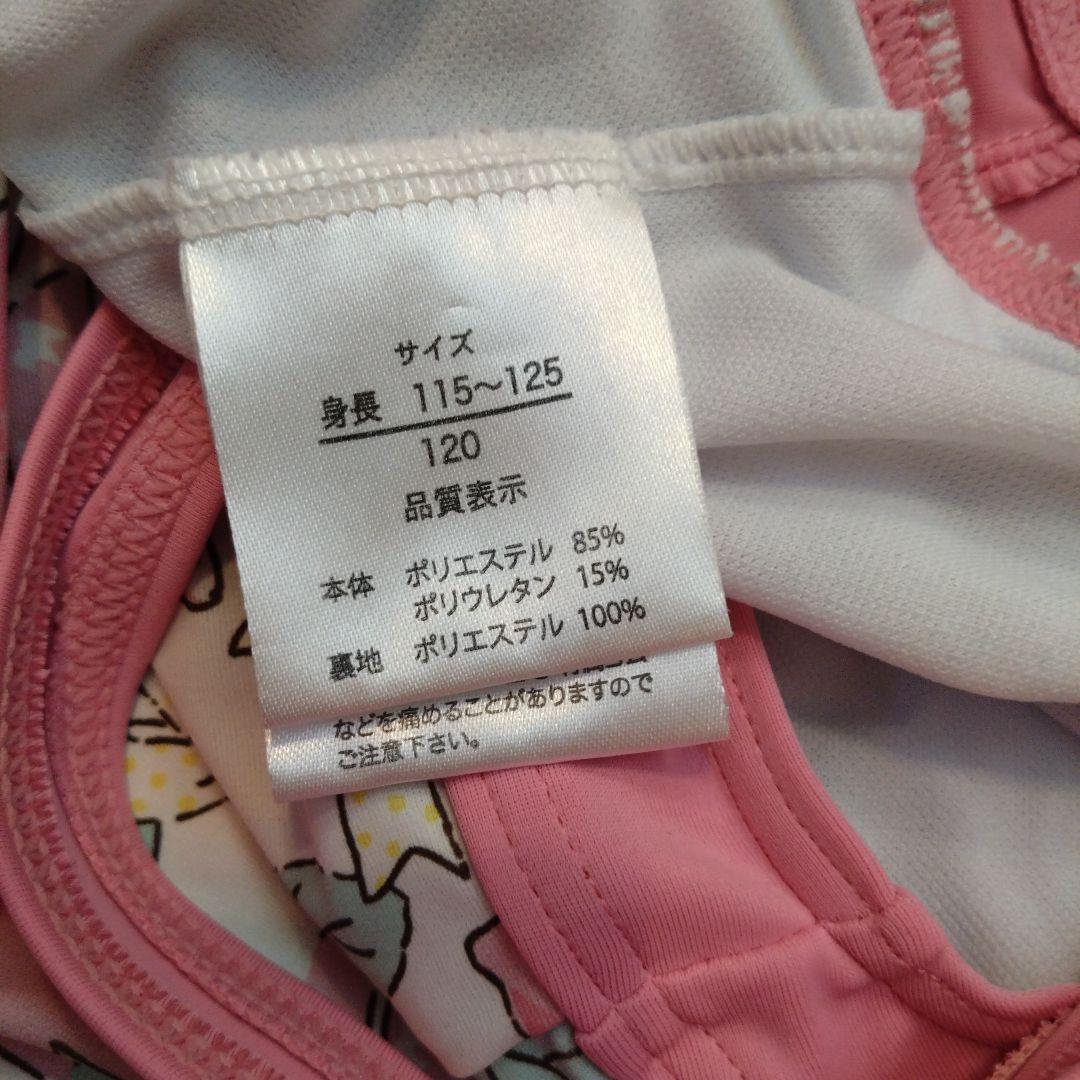 サイズ
身長 115～125
120
品質表示
本体 ポリエステル 85%
ポリウレタン 15%
裏地 ポリエステル 100%
などを痛めることがありますので
ご注意下さい。